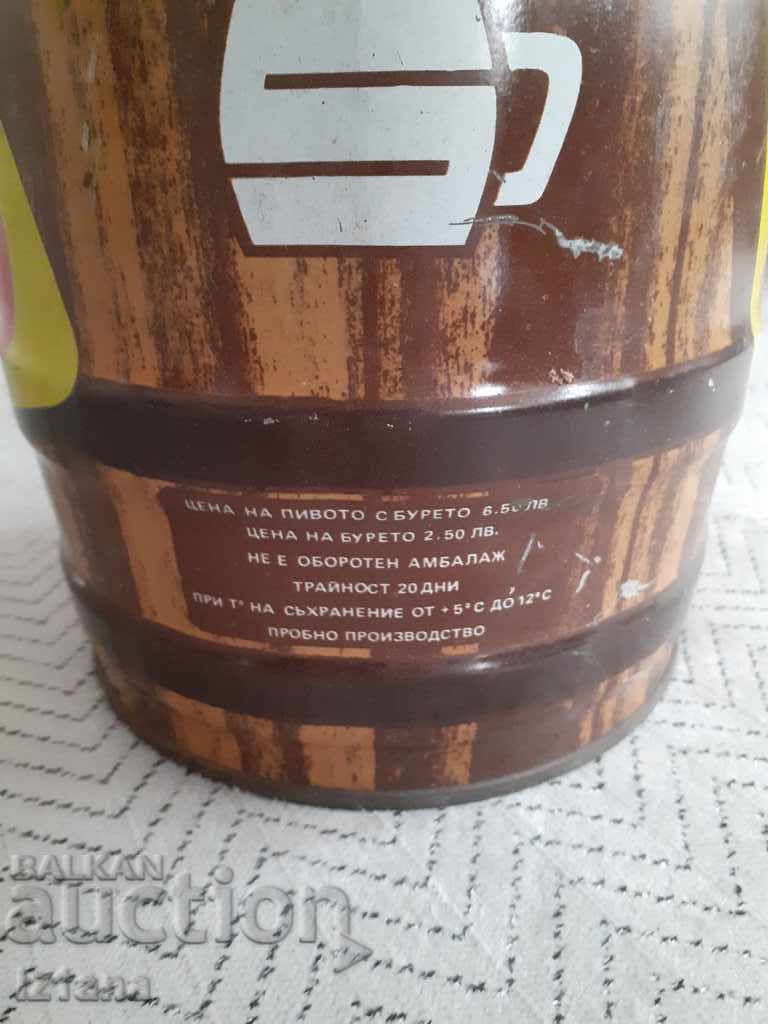 ЦЕНА НА ПИВОТО С БУРЕТО 6.50 ЛВ
ЦЕНА НА БУРЕТО 2.50 ЛВ.
НЕ Е ОБОРОТЕН АМБАЛАЖ
ТРАЙНОСТ 20 ДНИ
ПРИ Т° НА СЪХРАНЕНИЕ ОТ +5°С ДО 12°С
ПРОБНО ПРОИЗВОДСТВО
BALKAN
auction
iziana